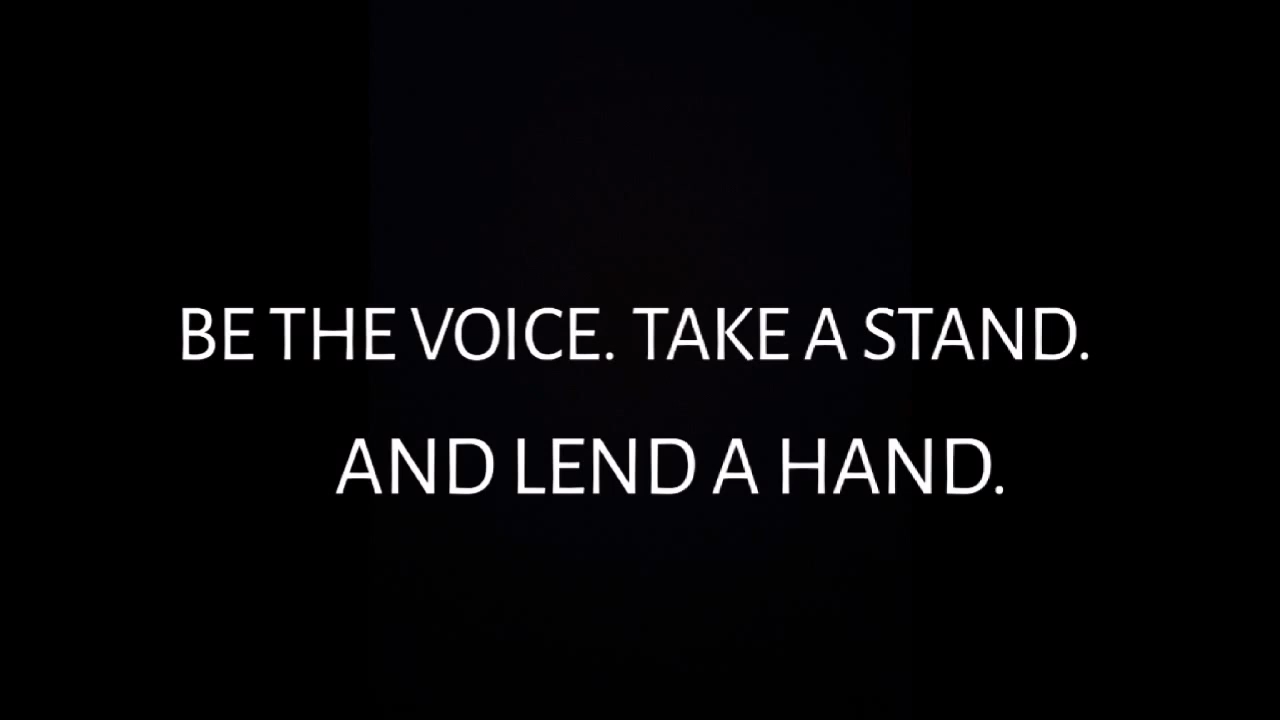 BE THE VOICE. TAKE A STAND.
AND LEND A HAND.